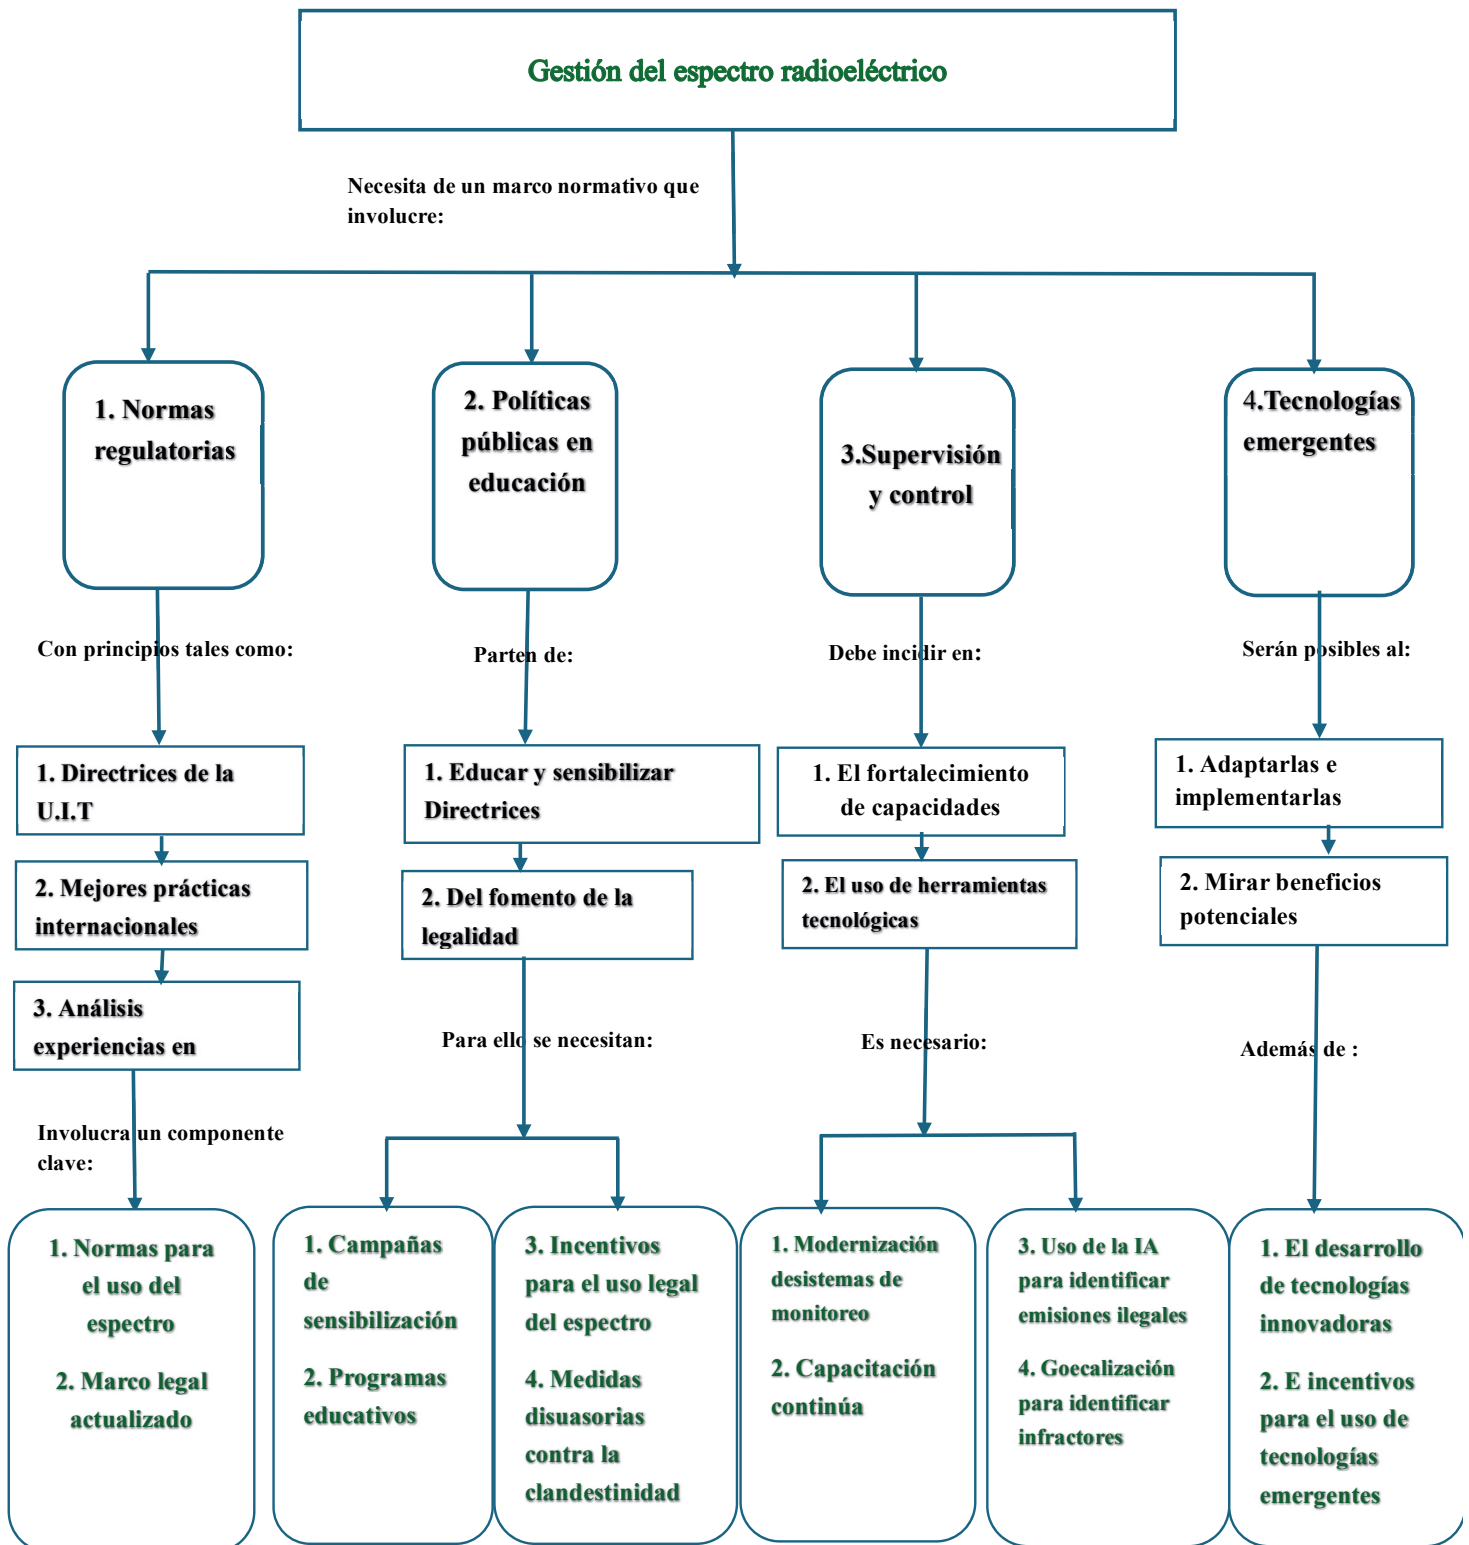 Gestión del espectro radioeléctrico
Necesita de un marco normativo que
involucre:
1. Normas
regulatorias
2. Políticas
públicas en
educación
3.Supervisión
y control
4.Tecnologías
emergentes
Con principios tales como:
Parten de:
Debe incidir en:
Serán posibles al:
1. Directrices de la
U.I.T
1. Educar y sensibilizar
Directrices
1. El fortalecimiento
de capacidades
1. Adaptarlas e
implementarlas
2. Mejores prácticas
internacionales
2. Del fomento de la
legalidad
2. El uso de herramientas
tecnológicas
2. Mirar beneficios
potenciales
3. Análisis
experiencias en
Para ello se necesitan:
Es necesario:
Además de :
Involucra un componente
clave:
1. Normas para
el uso del
espectro
2. Marco legal
actualizado
1. Campañas
de
sensibilización
2. Programas
educativos
3. Incentivos
para el uso legal
del espectro
4. Medidas
disuasorias
contra la
clandestinidad
1. Modernización
desistemas de
monitoreo
2. Capacitación
continúa
3. Uso de la IA
para identificar
emisiones ilegales
4. Goecalización
para identificar
infractores
1. El desarrollo
de tecnologías
innovadoras
2. E incentivos
para el uso de
tecnologías
emergentes